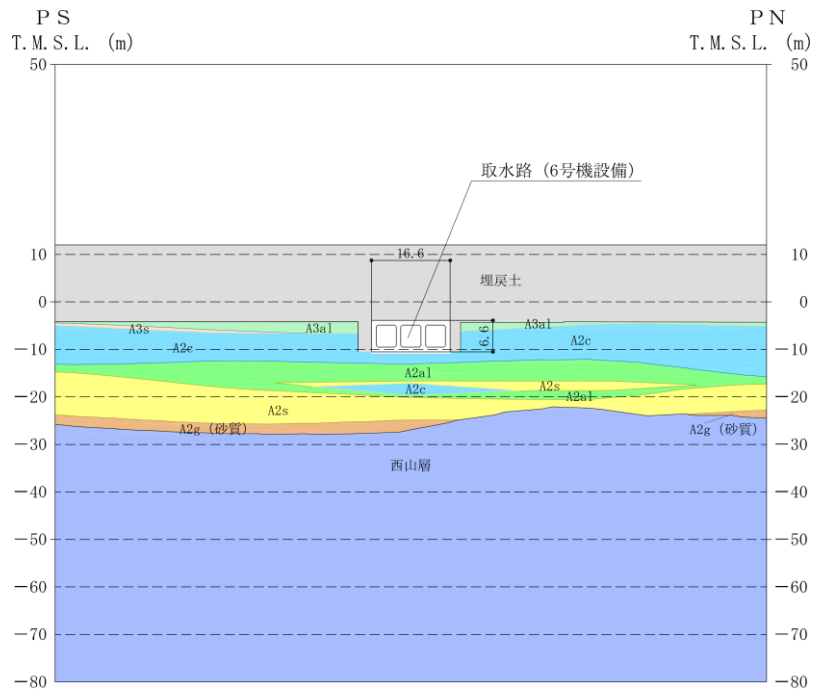 PS
PN
T.M.S.L. (m)
T.M.S.L. (m)
50
50
取水路（6号機設備）
10
16.6
10
埋戻土
0
0
A3s
A3al
A3al
6.6
A2c
A2c
-10
-10
A2al
A2c
A2s
-20
-20
A2al
A2s
A2g（砂質）
A2g（砂質）
-30
-30
西山層
-40
-40
-50
-50
-60
-60
-70
-70
-80
-80